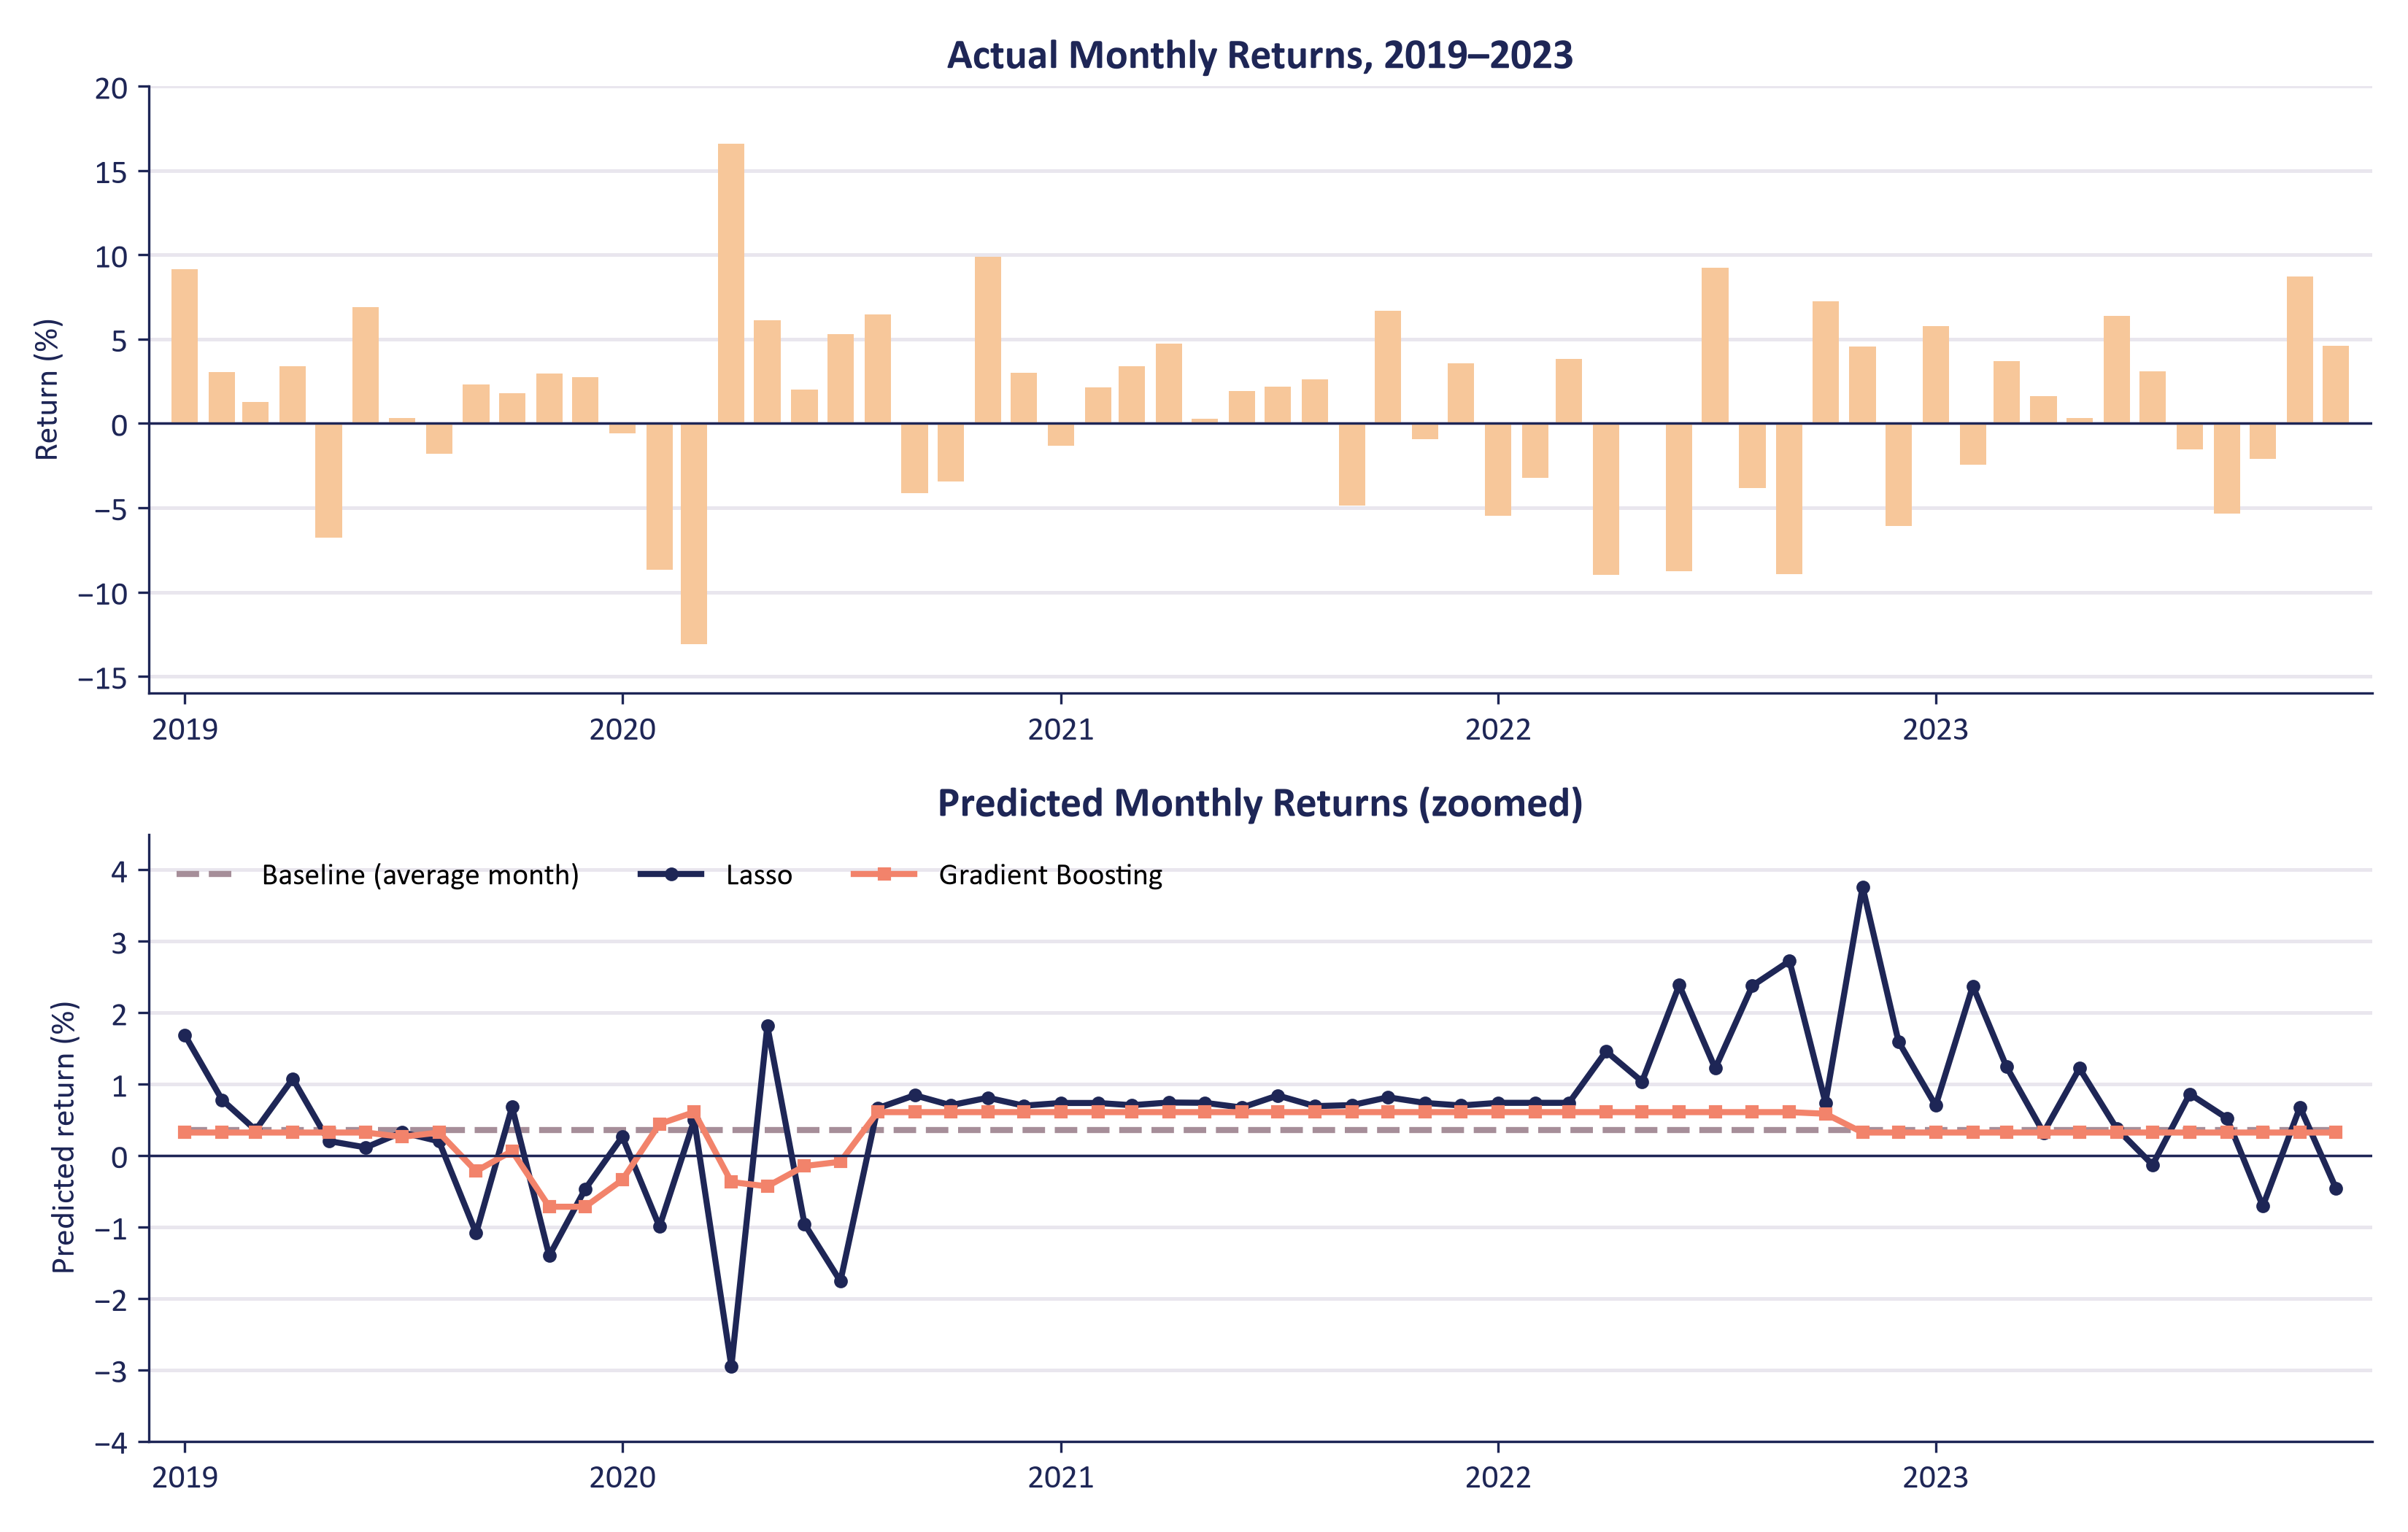 Actual Monthly Returns, 2019–2023
Return (%)
20
15
10
5
0
−5
−10
−15
2019 2020 2021 2022 2023
Predicted Monthly Returns (zoomed)
Predicted return (%)
Baseline (average month) Lasso Gradient Boosting
4
3
2
1
0
−1
−2
−3
−4
2019 2020 2021 2022 2023